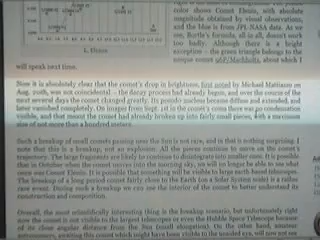 color shows Comet Elenin, with absolute
magnitude obtained by visual observations,
and the blue is from JPL NASA data. As we
see, Bortle's formula, all in all, doesn't work
too badly. Although there is a bright
exception – the green triangle belongs to the
unique comet 96P/Machholz, about which I
1. Comets
will speak next time.
Now it is absolutely clear that the comet's drop in brightness, first noted by Michael Mattiazzo on
Aug. 20th, was not coincidental – the decay process had already begun, and over the course of the
next several days the comet changed greatly. Its pseudo nucleus became diffuse and extended, and
later vanished completely. On images from Sept. 1st in the comet's coma there was no condensation
visible, and that meant the comet had already broken up into fairly small pieces, with a maximum
size of not more than a hundred meters.
Such a breakup of small comets passing near the Sun is not rare, and in that is nothing surprising. I
note that this is a breakup, not an explosion. All the pieces continue to move on the comet's
trajectory. The large fragments are likely to continue to disintegrate into smaller ones. It is possible
that in October when the comet moves into the morning sky, we will no longer be able to see what
once was Comet Elenin. It is possible that something will be visible to large earth based telescopes.
The breakup of a long period comet fairly close to the Earth (on a Solar System scale) is a rather
rare event. During such a breakup we can see the interior of the comet to better understand its
construction and composition.
Overall, the most scientifically interesting thing is the breakup scenario, but unfortunately right
now the comet is not visible to the largest telescopes or even the Hubble Space Telescope because
of its close angular distance from the Sun (small elongation). On the other hand, amateur
astronomers, awaiting this comet which might have been visible to the naked eye, will now not see